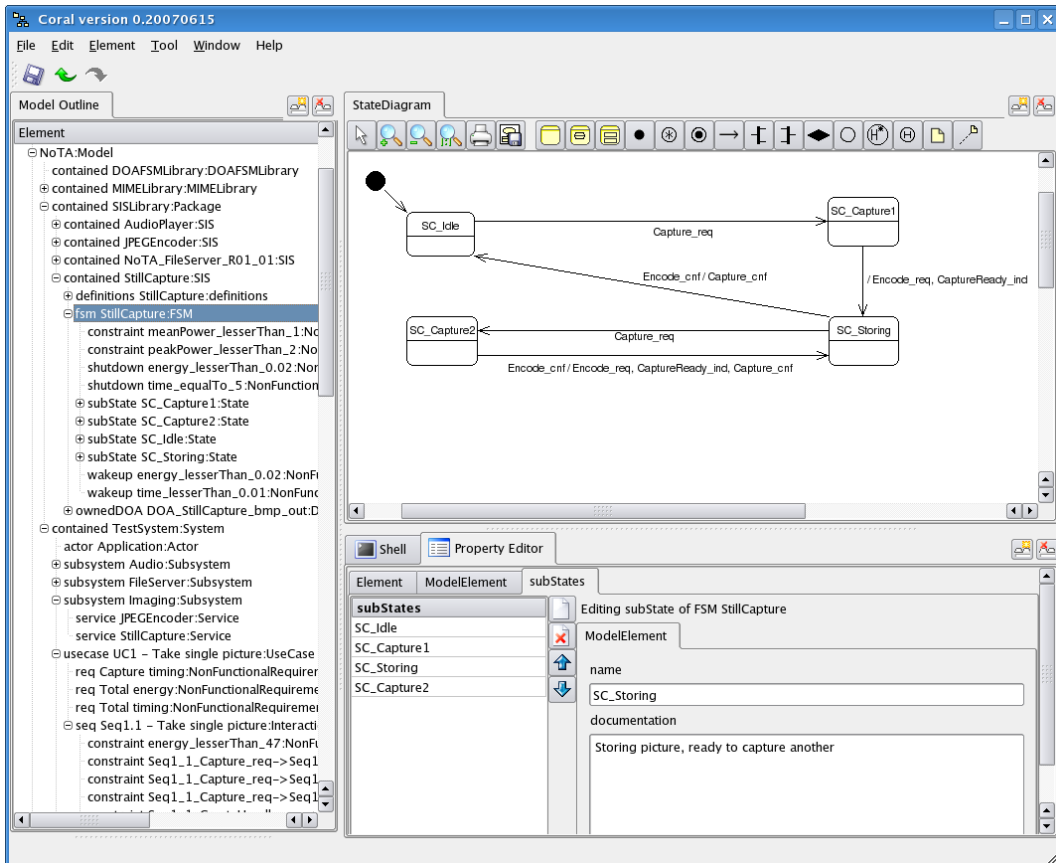 Coral version 0.20070615
File Edit Element Tool Window Help
Model Outline
Element
NoTA:Model
contained DOAFSMLibrary:DOAFSMLibrary
contained MIMELibrary:MIMELibrary
contained SISLibrary:Package
contained AudioPlayer:SIS
contained JPEGEncoder:SIS
contained NoTA_FileServer_R01_01:SIS
contained StillCapture:SIS
definitions StillCapture:definitions
fsm StillCapture:FSM
constraint meanPower_lesserThan_1:No
constraint peakPower_lesserThan_2:No
shutdown energy_lesserThan_0.02:Non
shutdown time_equalTo_5:NonFunction
subState SC_Capture1:State
subState SC_Capture2:State
subState SC_Idle:State
subState SC_Storing:State
wakeup energy_lesserThan_0.02:NonF
wakeup time_lesserThan_0.01:NonFunc
ownedDOA DOA_StillCapture_bmp_out:D
contained TestSystem:System
actor Application:Actor
subsystem Audio:Subsystem
subsystem FileServer:Subsystem
subsystem Imaging:Subsystem
service JPEGEncoder:Service
service StillCapture:Service
usecase UC1 – Take single picture:UseCase
req Capture timing:NonFunctionalRequirer
req Total energy:NonFunctionalRequireme
req Total timing:NonFunctionalRequiremer
seq Seq1.1 – Take single picture:Interacti
constraint energy_lesserThan_47:NonFu
constraint Seq1_1_Capture_req->Seq1
constraint Seq1_1_Capture_req->Seq1
constraint Seq1_1_Capture_req->Seq1
StateDiagram
1:1
H*
H
SC_Idle
Capture_req
SC_Capture1
Encode_cnf / Capture_cnf
/ Encode_req, CaptureReady_ind
SC_Capture2
Capture_req
SC_Storing
Encode_cnf / Encode_req, CaptureReady_ind, Capture_cnf
Shell
Property Editor
Element
ModelElement
subStates
subStates
SC_Idle
SC_Capture1
SC_Storing
SC_Capture2
Editing subState of FSM StillCapture
ModelElement
name
SC_Storing
documentation
Storing picture, ready to capture another